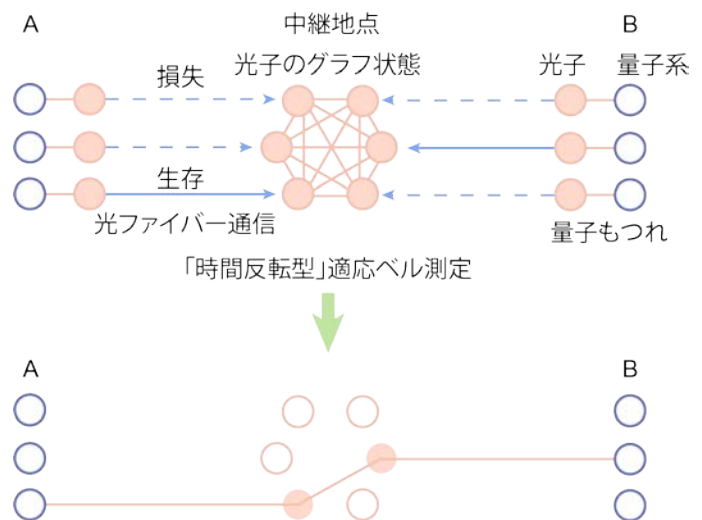 A 中継地点 B
光子のグラフ状態 光子 量子系
損失
生存
光ファイバー通信
量子もつれ
「時間反転型」適応ベル測定
A B